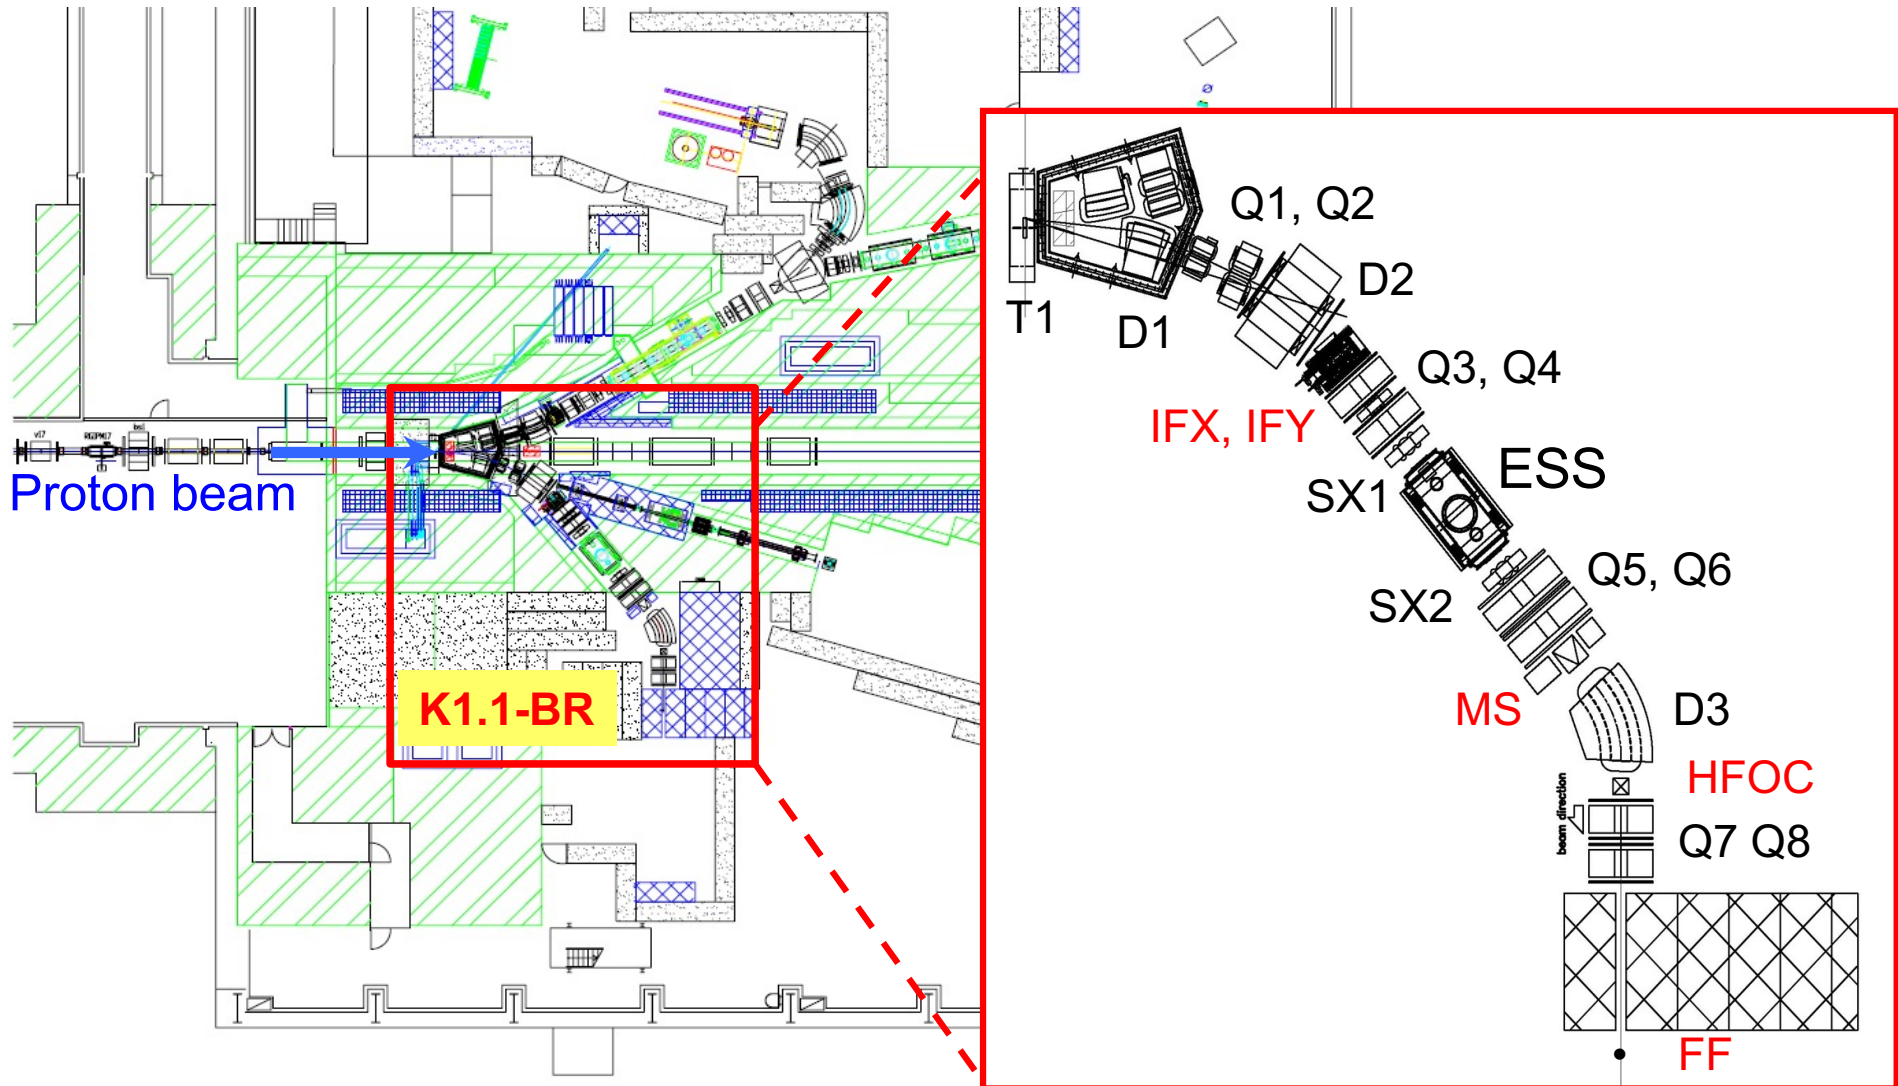 Proton beam
K1.1-BR
T1
D1
Q1, Q2
D2
Q3, Q4
IFX, IFY
SX1
ESS
SX2
Q5, Q6
MS
D3
HFOC
beam direction
Q7 Q8
FF